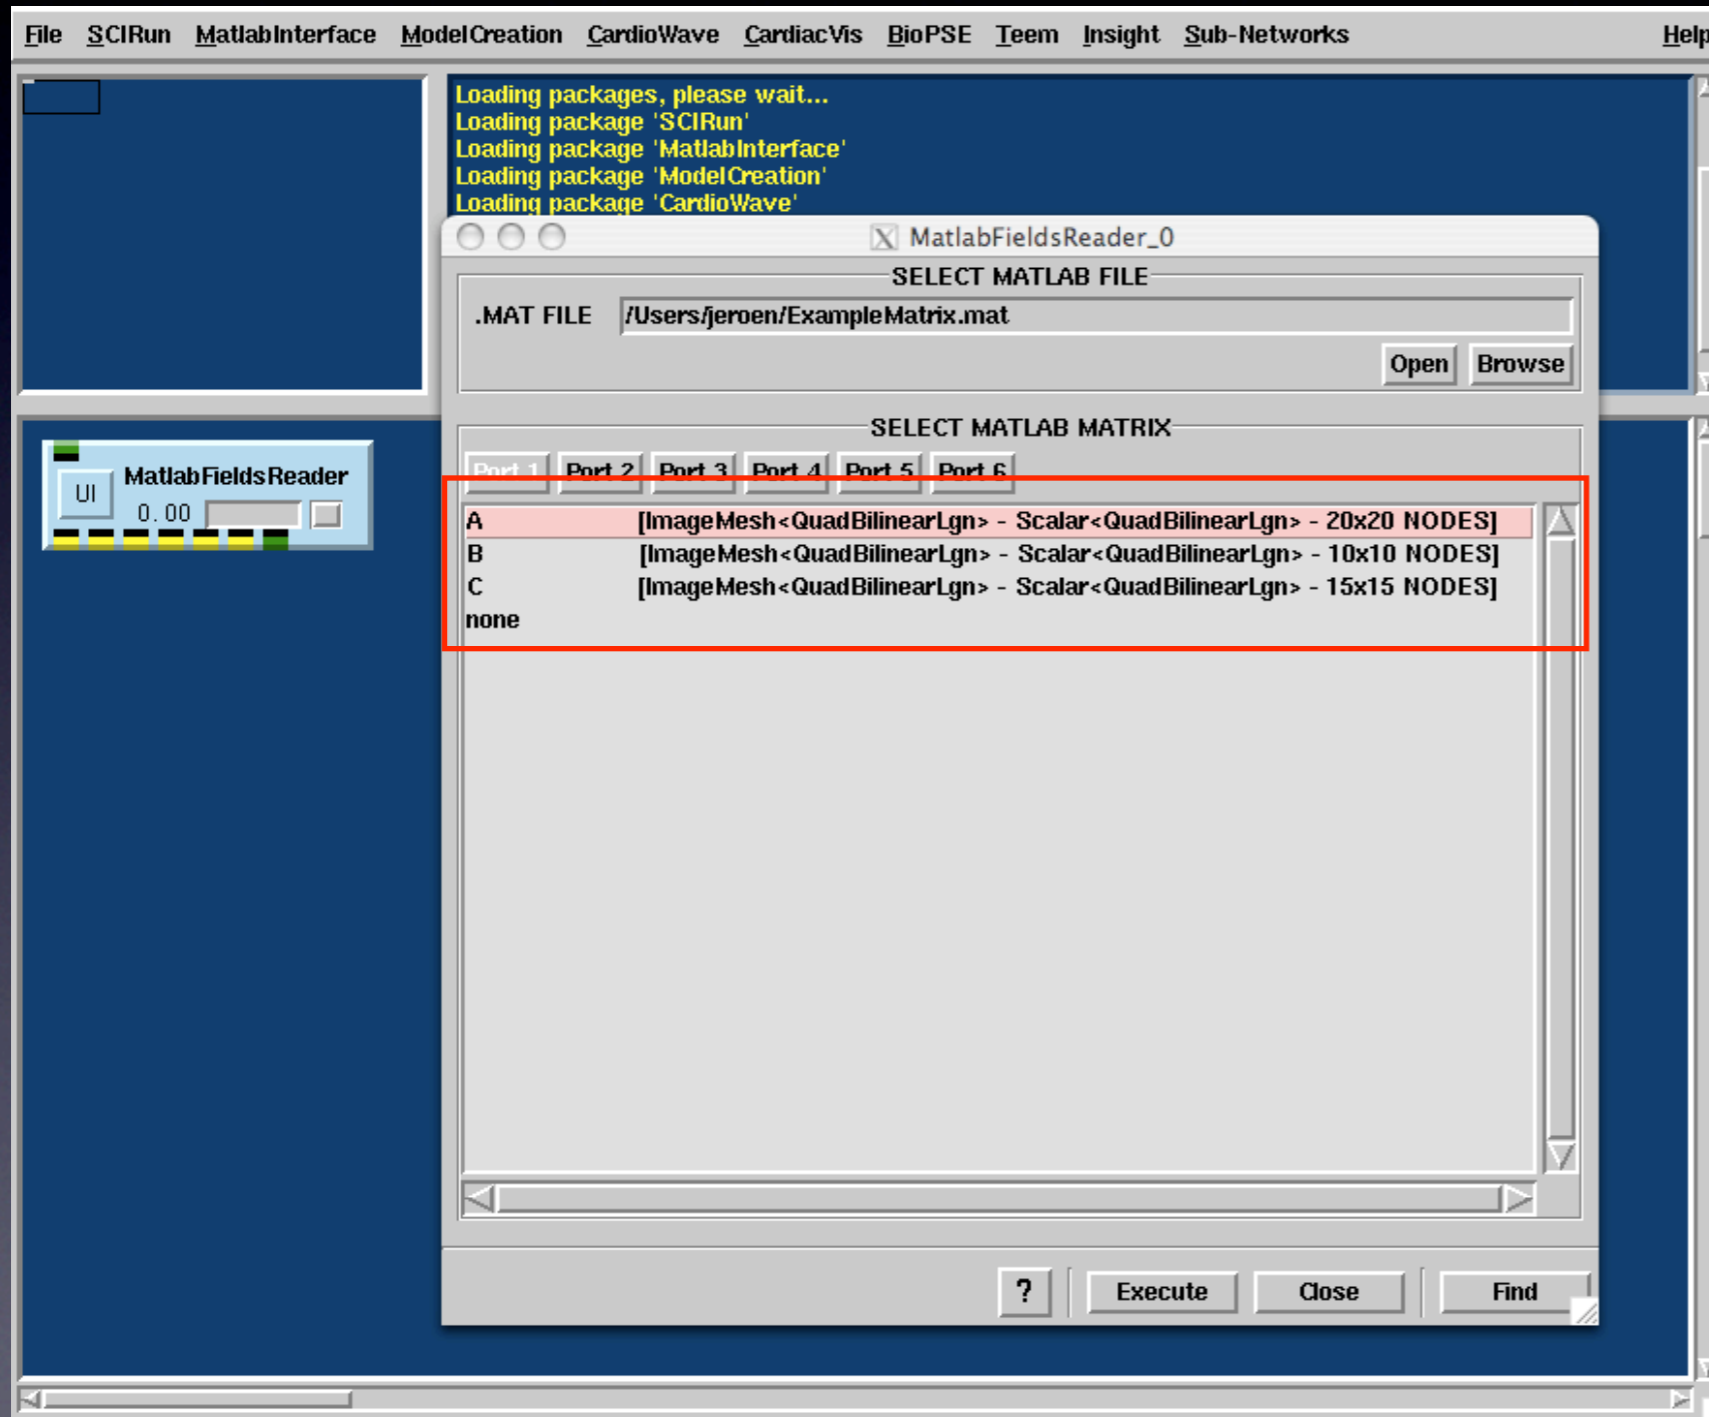 File SCIRun MatlabInterface ModelCreation CardioWave CardiacVis BioPSE Teem Insight Sub-Networks Help
Loading packages, please wait...
Loading package 'SCIRun'
Loading package 'MatlabInterface'
Loading package 'ModelCreation'
Loading package 'CardioWave'
MatlabFieldsReader_0
SELECT MATLAB FILE
.MAT FILE /Users/jeroen/ExampleMatrix.mat
Open Browse
SELECT MATLAB MATRIX
Port 1 Port 2 Port 3 Port 4 Port 5 Port 6
A [ImageMesh<QuadBilinearLgn> - Scalar<QuadBilinearLgn> - 20x20 NODES]
B [ImageMesh<QuadBilinearLgn> - Scalar<QuadBilinearLgn> - 10x10 NODES]
C [ImageMesh<QuadBilinearLgn> - Scalar<QuadBilinearLgn> - 15x15 NODES]
none
MatlabFieldsReader
UI
0.00
? Execute Close Find